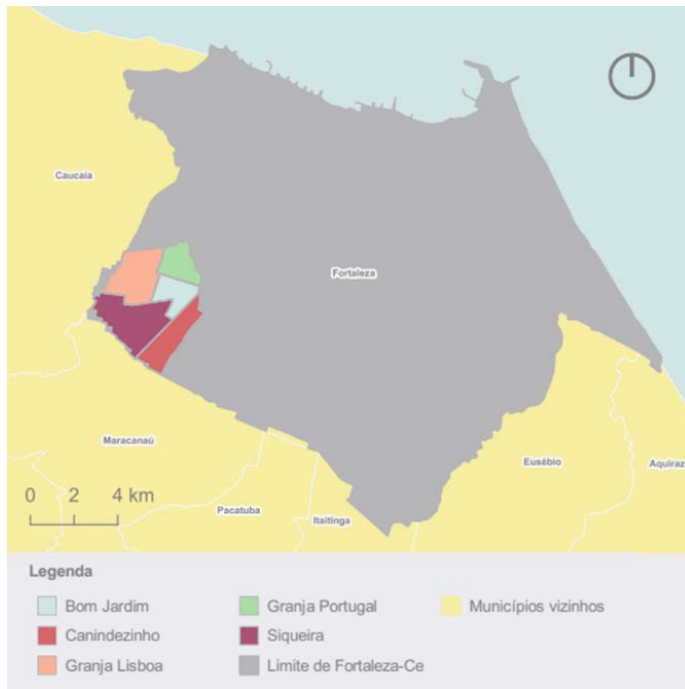 Caucaia
Fortaleza
Maracanaú
Eusébio
Aquiraz
0 2 4 km
Pacatuba
Itaitinga
Legenda
Bom Jardim
Granja Portugal
Municípios vizinhos
Canindezinho
Siqueira
Granja Lisboa
Limite de Fortaleza-Ce